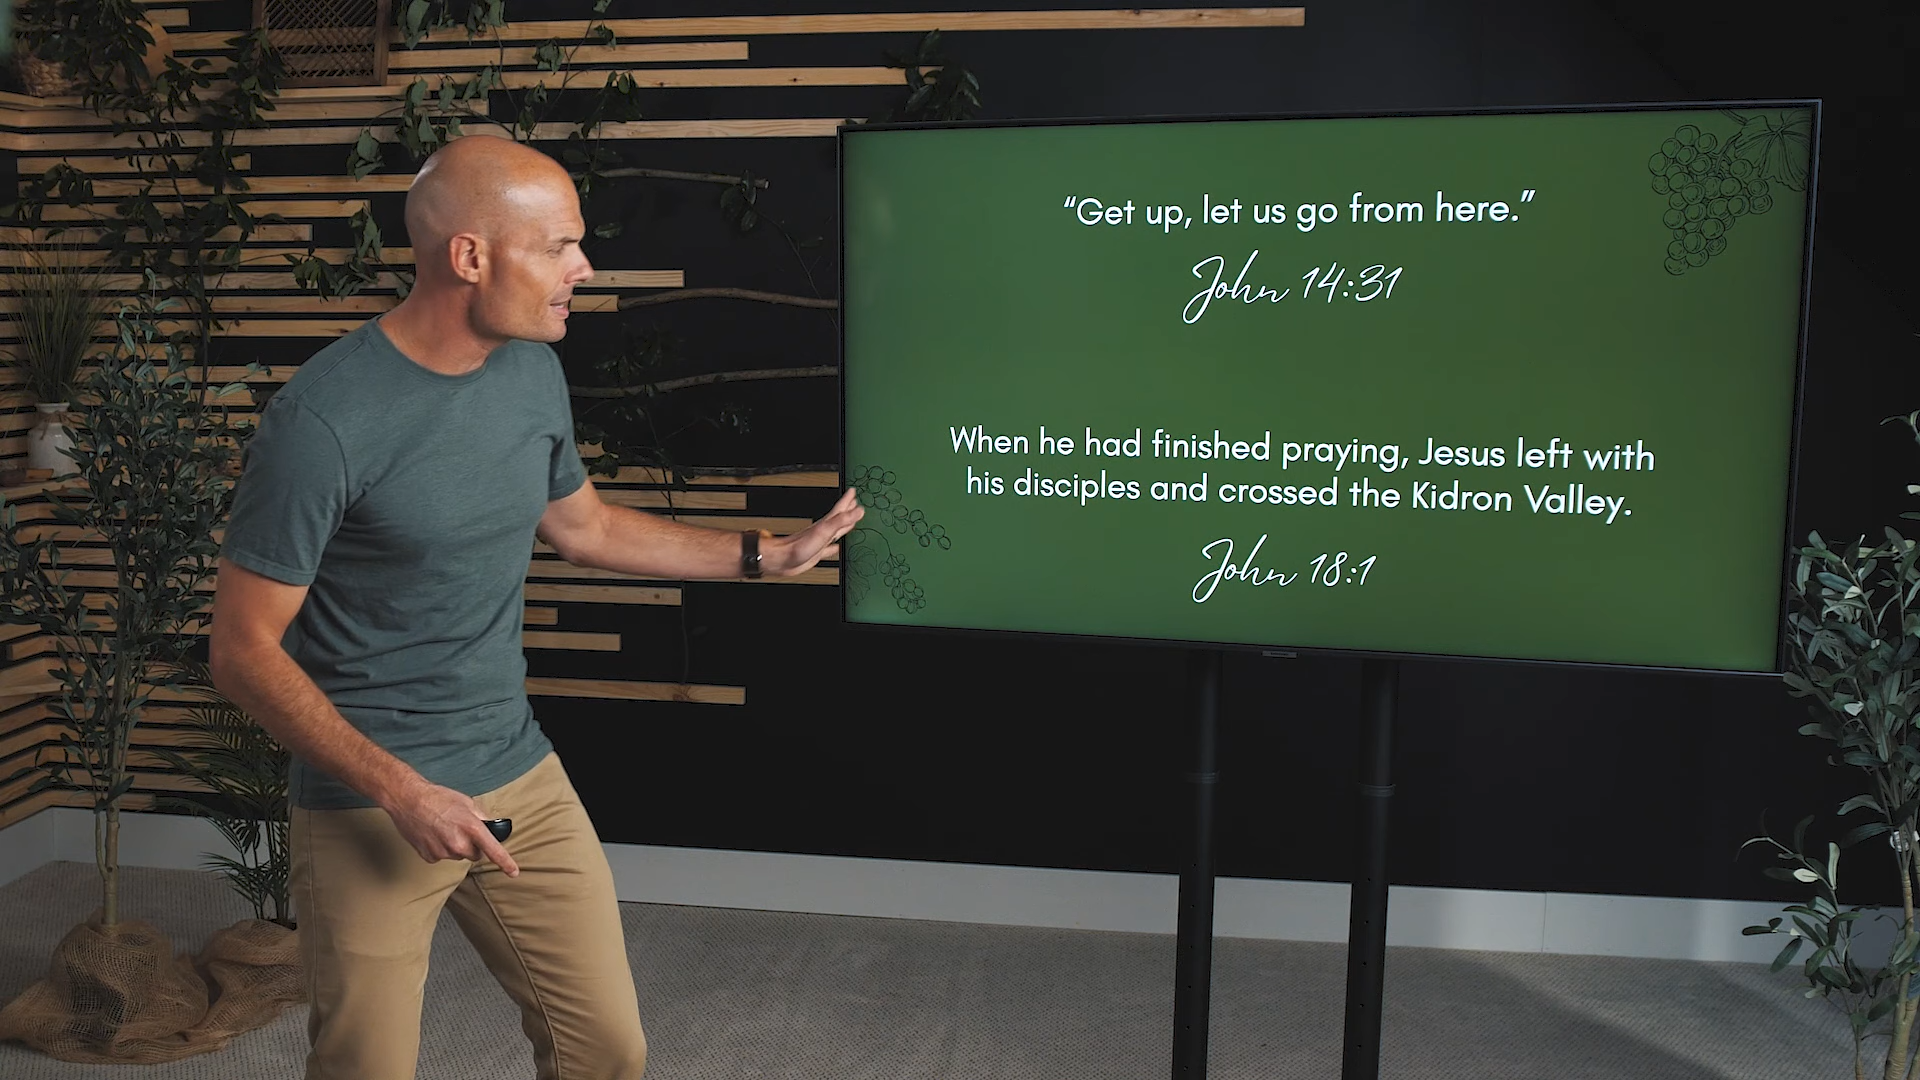 “Get up, let us go from here.”
John 14:31
When he had finished praying, Jesus left with
his disciples and crossed the Kidron Valley.
John 18:1